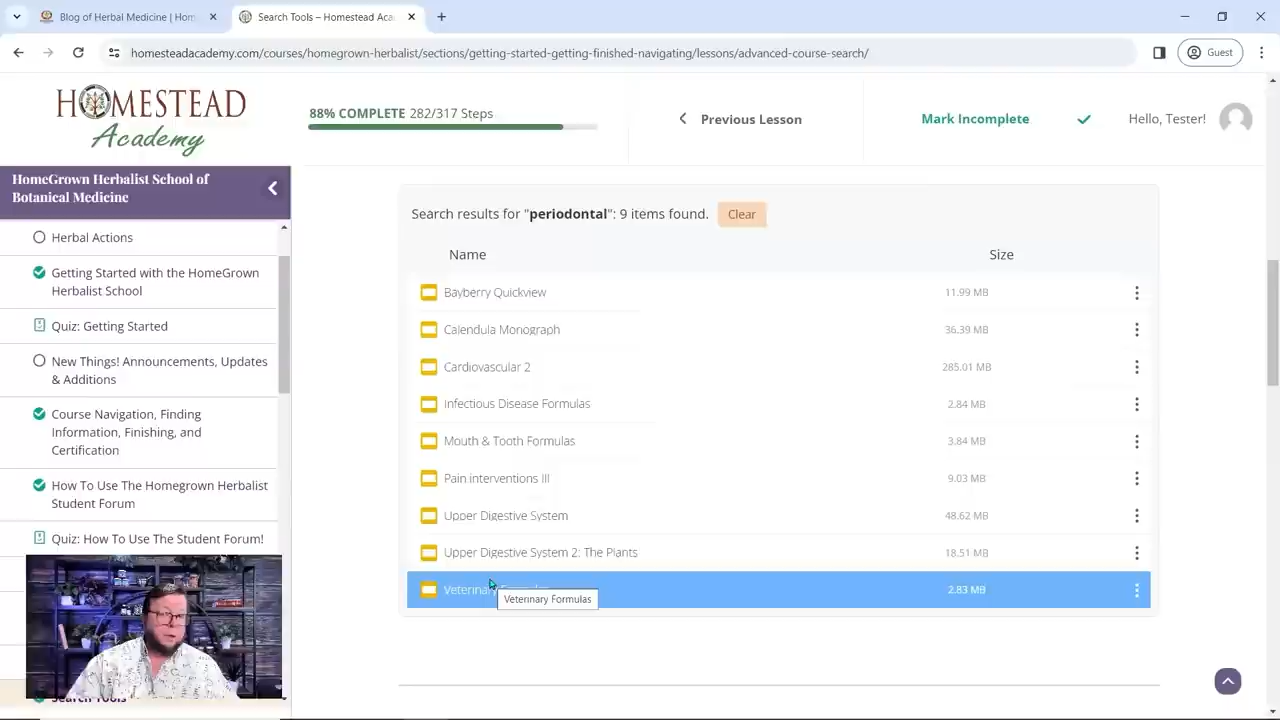 Blog of Herbal Medicine | Hom
Search Tools – Homestead Aca
homesteadacademy.com/courses/homegrown-herbalist/sections/getting-started-getting-finished-navigating/lessons/advanced-course-search/
Guest
HOMESTEAD
Academy
88% COMPLETE 282/317 Steps
Previous Lesson
Mark Incomplete
Hello, Tester!
HomeGrown Herbalist School of
Botanical Medicine
Herbal Actions
Getting Started with the HomeGrown
Herbalist School
Quiz: Getting Started
New Things! Announcements, Updates
& Additions
Course Navigation, Finding
Information, Finishing, and
Certification
How To Use The Homegrown Herbalist
Student Forum
Quiz: How To Use The Student Forum!
Search Tools
Search results for "periodontal": 9 items found. Clear
Name Size
Bayberry Quickview 11.99 MB
Calendula Monograph 36.39 MB
Cardiovascular 2 285.01 MB
Infectious Disease Formulas 2.84 MB
Mouth & Tooth Formulas 3.84 MB
Pain interventions III 9.03 MB
Upper Digestive System 48.62 MB
Upper Digestive System 2: The Plants 18.51 MB
Veterinary Formulas 2.83 MB
Veterinary Formulas